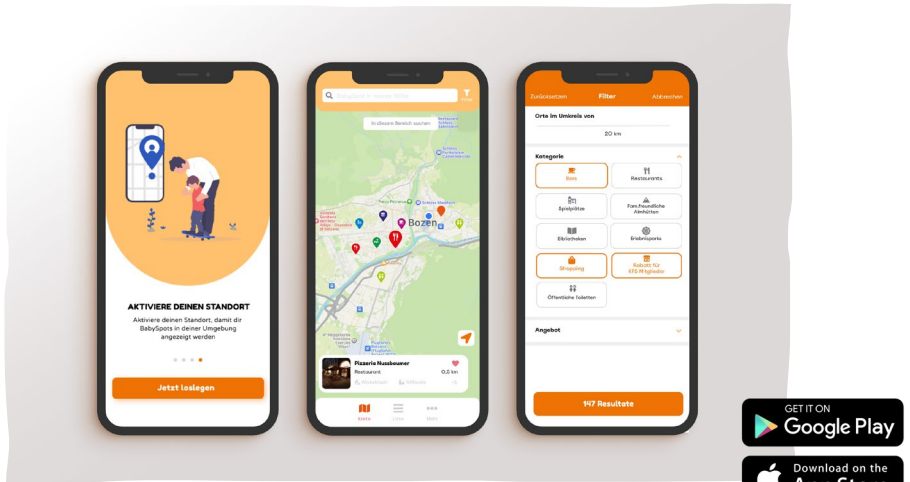 AKTIVIERE DEINEN STANDORT
Aktiviere deinen Standort, damit dir
BabySpots in deiner Umgebung
angezeigt werden
Jetzt loslegen
In diesem Bereich suchen
Bozen
Pizzeria Nussbaumer
Restaurant
0,8 km
Karte
Zurücksetzen
Filter
Abbrechen
Orte im Umkreis von
20 km
Kategorie
Bars
Restaurants
Spielplätze
Fam.freundliche
Almhütten
Bibliotheken
Erlebnisparks
Shopping
Rabatt für
KFS Mitglieder
Öffentliche Toiletten
Angebot
147 Resultate
GET IT ON
Google Play
Download on the
App Store